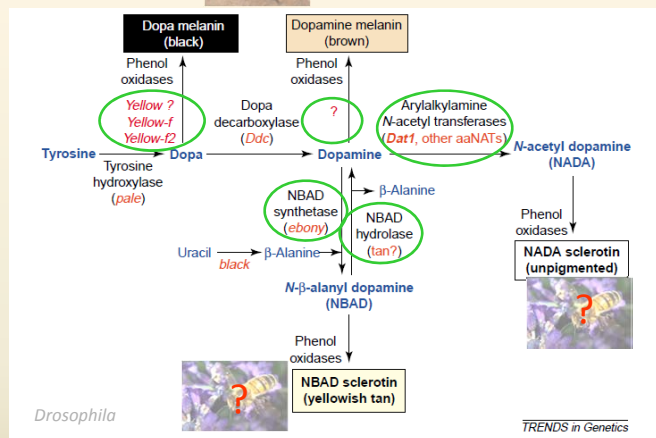 Dopa melanin
(black)
Dopamine melanin
(brown)
Phenol
oxidases
Phenol
oxidases
Yellow ?
Yellow-f
Yellow-f2
Dopa
decarboxylase
(Ddc)
?
Arylalkylamine
N-acetyl transferases
(Dat1, other aaNATs)
Tyrosine
Dopa
Dopamine
N-acetyl dopamine
(NADA)
Tyrosine
hydroxylase
(pale)
β-Alanine
NBAD
synthetase
(ebony)
NBAD
hydrolase
(tan?)
Uracil
black
β-Alanine
Phenol
oxidases
NADA sclerotin
(unpigmented)
?
N-β-alanyl dopamine
(NBAD)
Phenol
oxidases
?
NBAD sclerotin
(yellowish tan)
Drosophila
TRENDS in Genetics